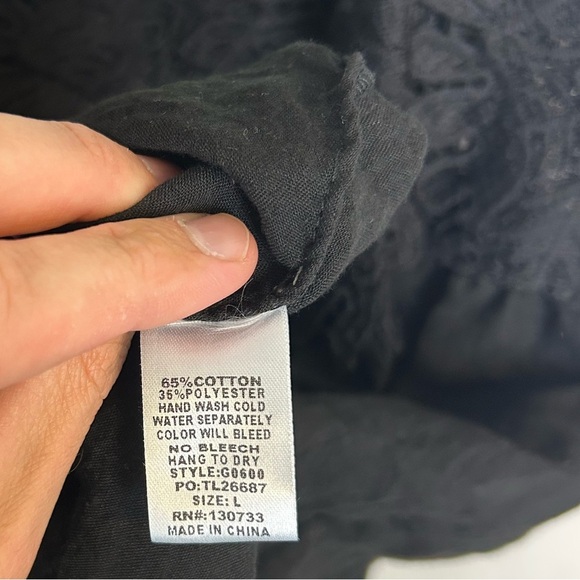 65%COTTON
35%POLYESTER
HAND WASH COLD
WATER SEPARATELY
COLOR WILL BLEED
NO BLEECH
HANG TO DRY
STYLE:G0600
PO:TL26687
SIZE: L
RN#:130733
MADE IN CHINA